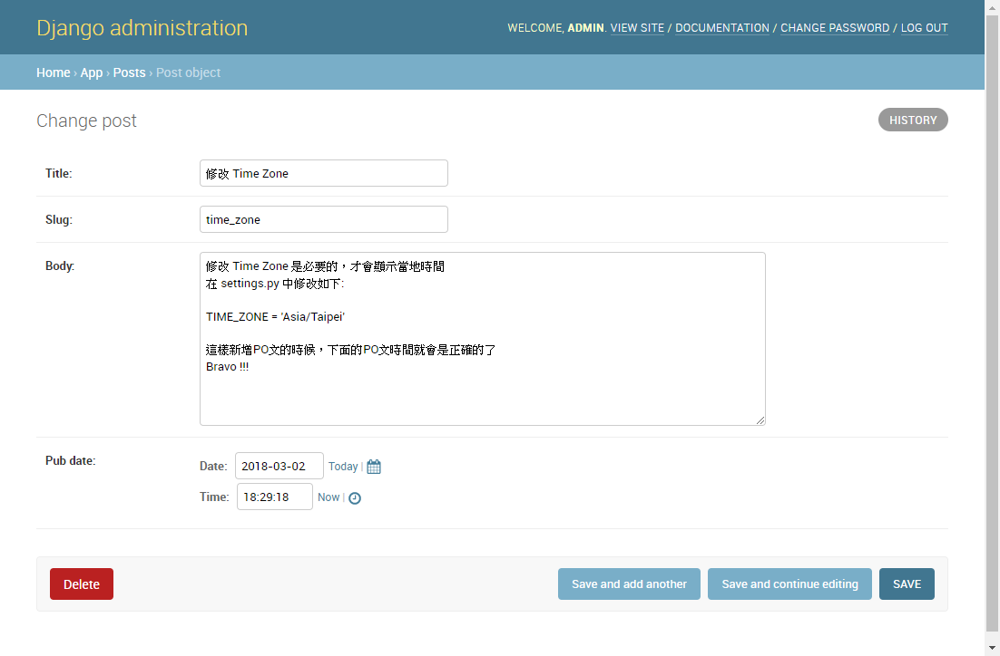 Django administration
WELCOME, ADMIN. VIEW SITE / DOCUMENTATION / CHANGE PASSWORD / LOG OUT
Home › App › Posts › Post object
Change post
HISTORY
Title: 修改 Time Zone
Slug: time_zone
Body: 修改 Time Zone 是必要的，才會顯示當地時間
在 settings.py 中修改如下:
TIME_ZONE = 'Asia/Taipei'
這樣新增PO文的時候，下面的PO文時間就會是正確的了
Bravo !!!
Pub date:
Date: 2018-03-02 Today |
Time: 18:29:18 Now |
Delete Save and add another Save and continue editing SAVE